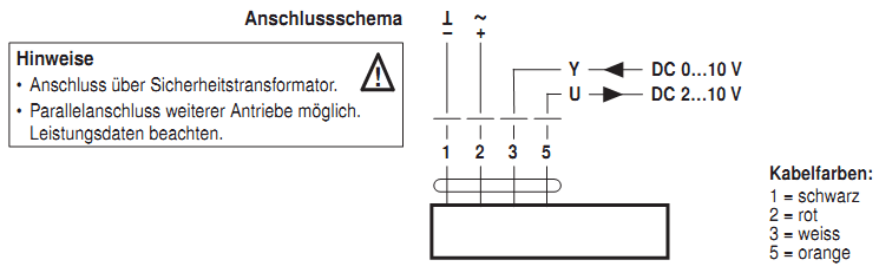 Anschlussschema
⊥ ~
– +
Hinweise
• Anschluss über Sicherheitstransformator.
• Parallelanschluss weiterer Antriebe möglich.
Leistungsdaten beachten.
Y DC 0...10 V
U DC 2...10 V
1 2 3 5
Kabelfarben:
1 = schwarz
2 = rot
3 = weiss
5 = orange